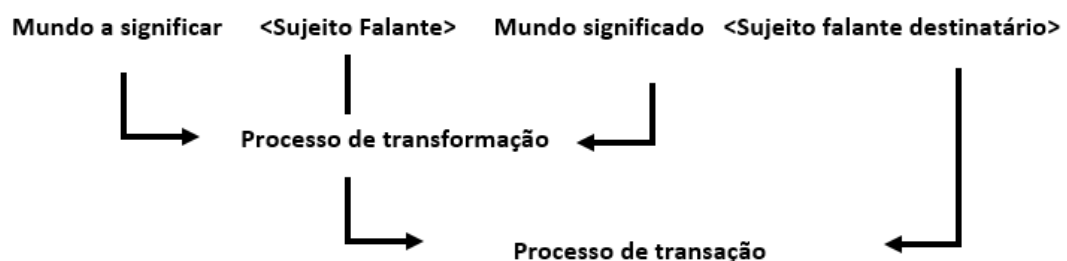 Mundo a significar <Sujeito Falante> Mundo significado <Sujeito falante destinatário>
Processo de transformação
Processo de transação